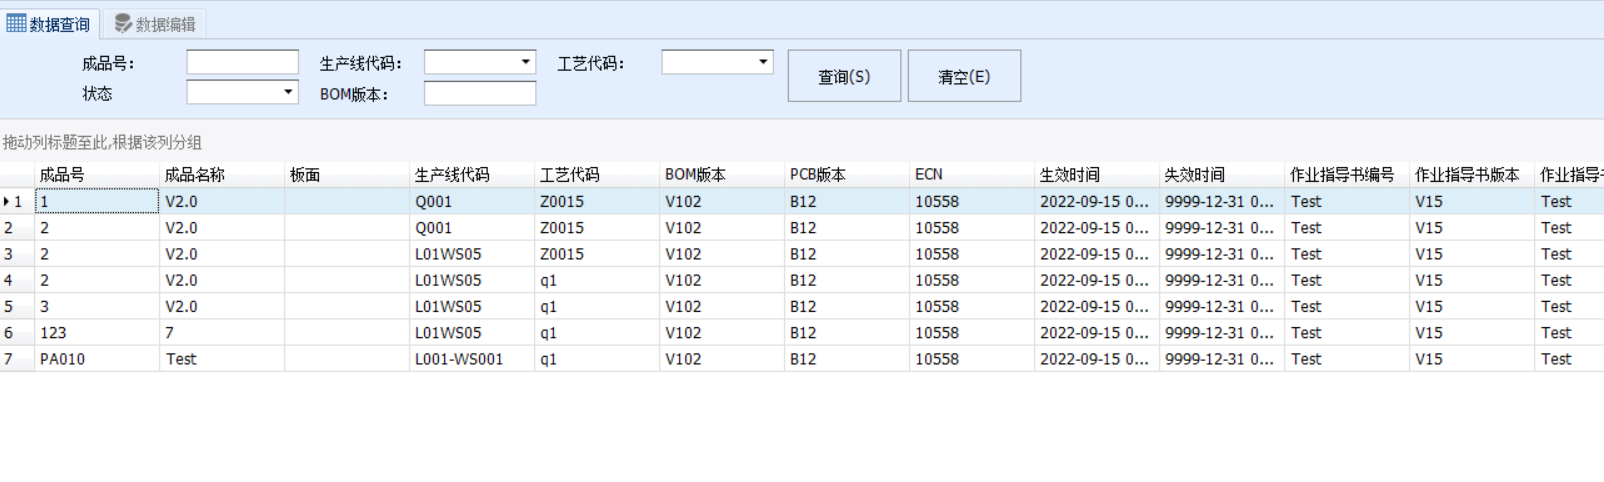 数据查询 数据编辑
成品号： 生产线代码： 工艺代码： 查询(S) 清空(E)
状态 BOM版本：
拖动列标题至此,根据该列分组
成品号 成品名称 板面 生产线代码 工艺代码 BOM版本 PCB版本 ECN 生效时间 失效时间 作业指导书编号 作业指导书版本 作业指导
1 1 V2.0 Q001 Z0015 V102 B12 10558 2022-09-15 0... 9999-12-31 0... Test V15 Test
2 2 V2.0 Q001 Z0015 V102 B12 10558 2022-09-15 0... 9999-12-31 0... Test V15 Test
3 2 V2.0 L01WS05 Z0015 V102 B12 10558 2022-09-15 0... 9999-12-31 0... Test V15 Test
4 2 V2.0 L01WS05 q1 V102 B12 10558 2022-09-15 0... 9999-12-31 0... Test V15 Test
5 3 V2.0 L01WS05 q1 V102 B12 10558 2022-09-15 0... 9999-12-31 0... Test V15 Test
6 123 7 L01WS05 q1 V102 B12 10558 2022-09-15 0... 9999-12-31 0... Test V15 Test
7 PA010 Test L001-WS001 q1 V102 B12 10558 2022-09-15 0... 9999-12-31 0... Test V15 Test